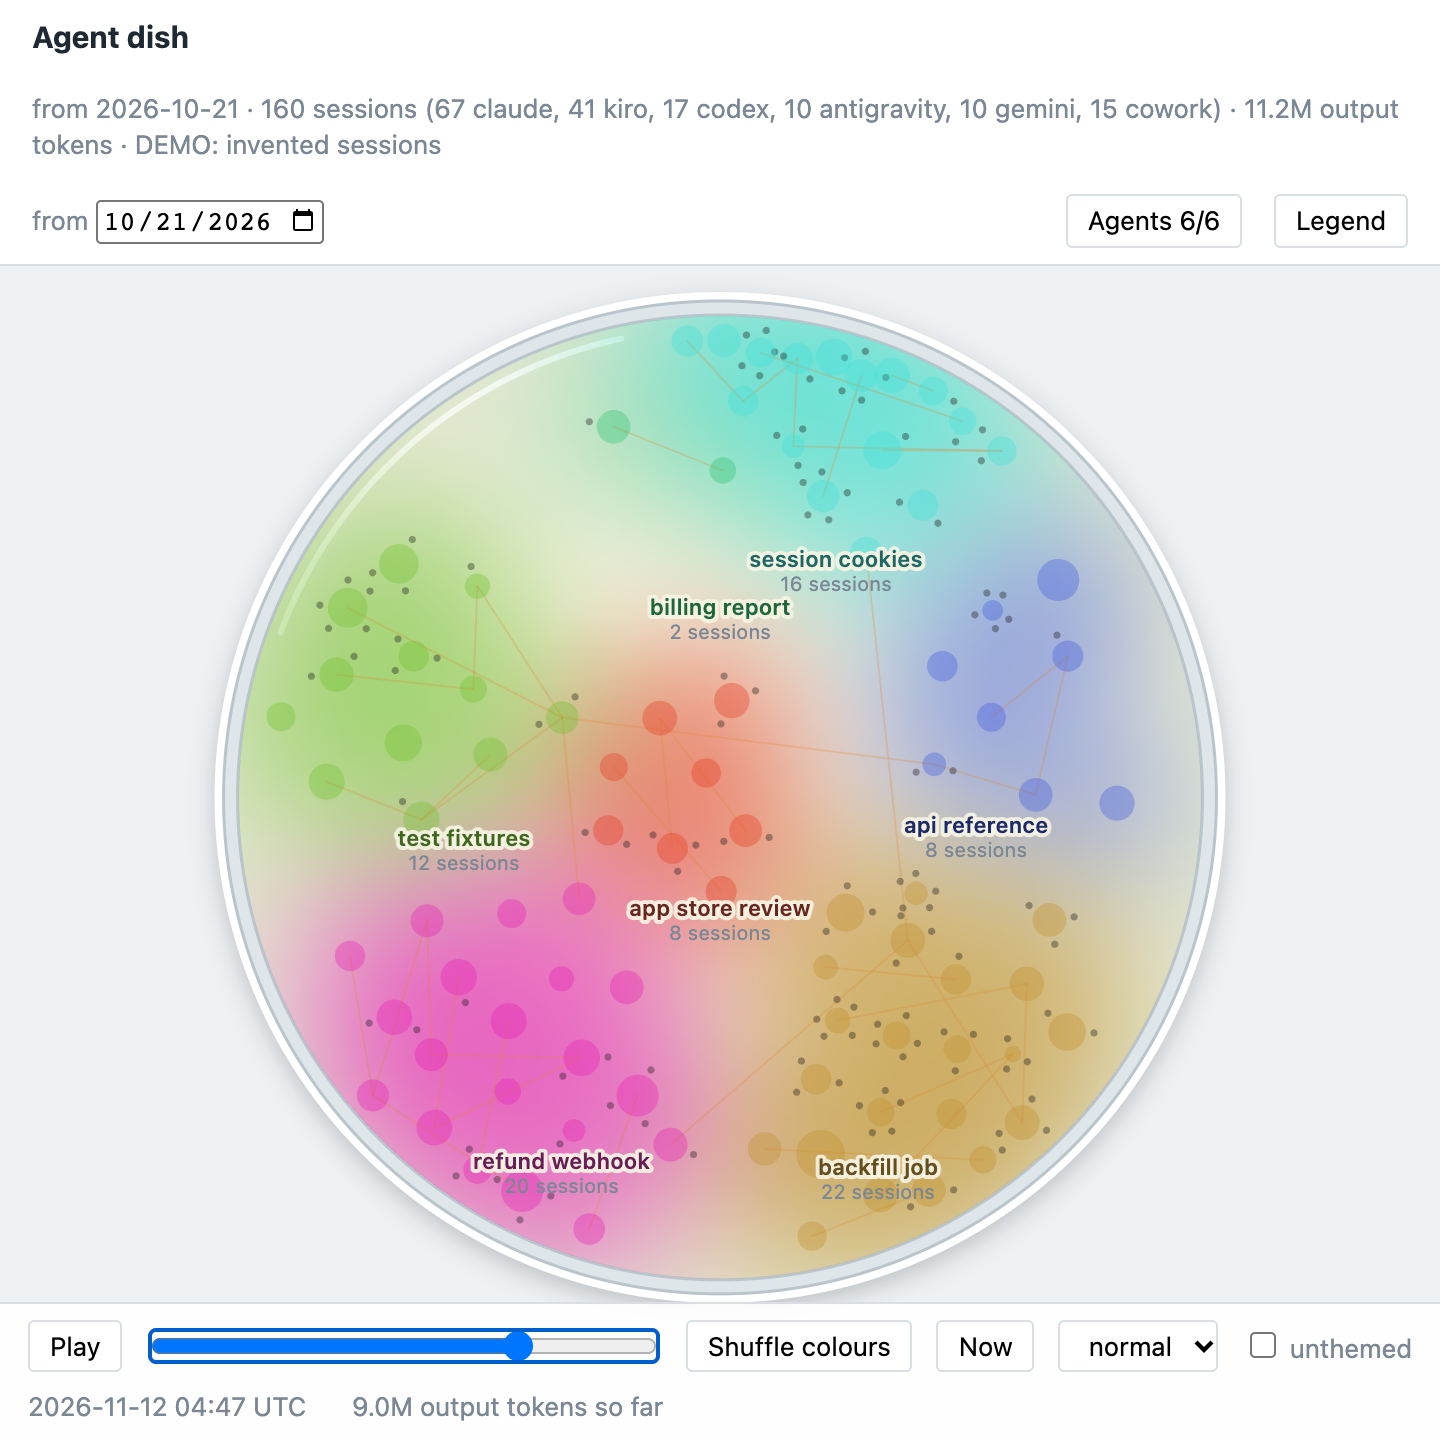 Agent dish
from 2026-10-21 · 160 sessions (67 claude, 41 kiro, 17 codex, 10 antigravity, 10 gemini, 15 cowork) · 11.2M output
tokens · DEMO: invented sessions
from 10/21/2026
Agents 6/6
Legend
session cookies
16 sessions
billing report
2 sessions
test fixtures
12 sessions
api reference
8 sessions
app store review
8 sessions
refund webhook
20 sessions
backfill job
22 sessions
Play
Shuffle colours
Now
normal
unthemed
2026-11-12 04:47 UTC
9.0M output tokens so far